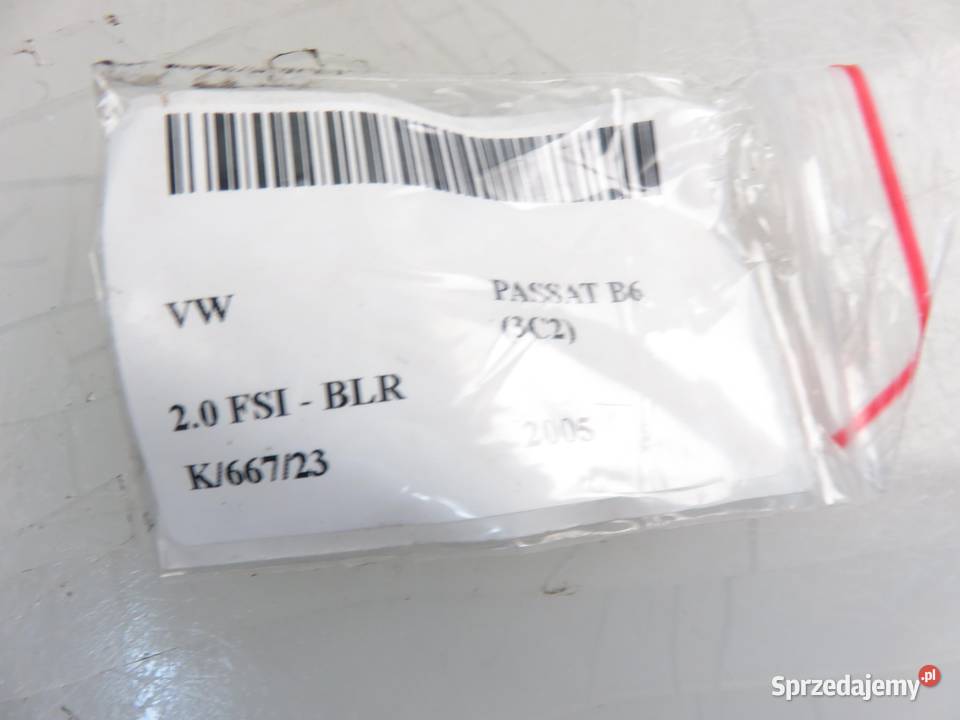 VW
PASSAT B6
(3C2)
2.0 FSI - BLR
2005
K/667/23
Sprzedajemy.pl